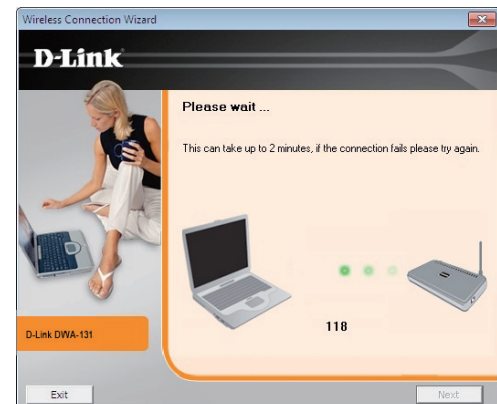 Wireless Connection Wizard
D-Link
Please wait ...
This can take up to 2 minutes, if the connection fails please try again.
118
D-Link DWA-131
Exit
Next